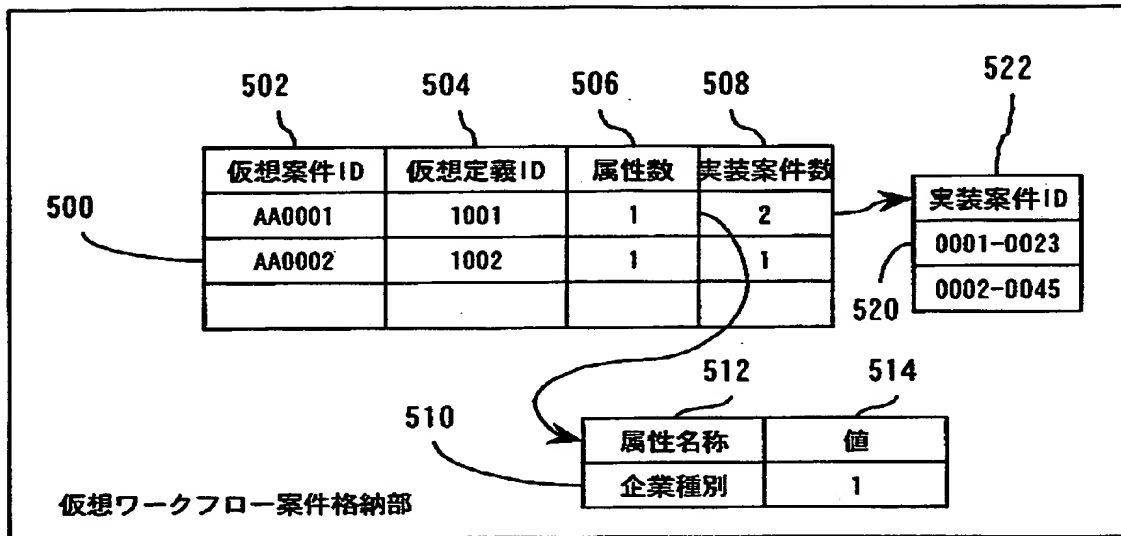 502 504 506 508 522
仮想案件ID 仮想定義ID 属性数 実装案件数
500 AA0001 1001 1 2
AA0002 1002 1 1
実装案件ID
0001-0023
520 0002-0045
512 514
510 属性名称 値
企業種別 1
仮想ワークフロー案件格納部